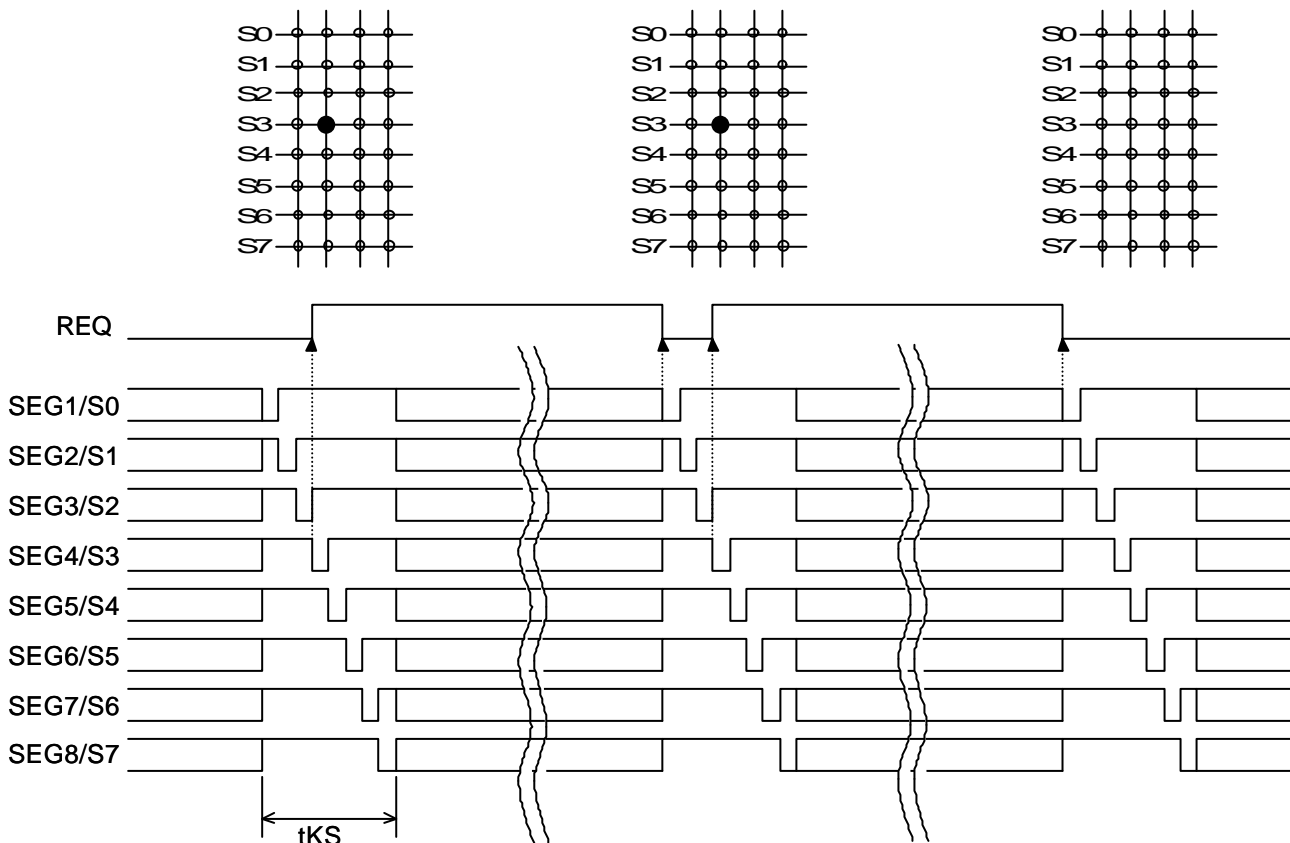 S0
S1
S2
S3
S4
S5
S6
S7
S0
S1
S2
S3
S4
S5
S6
S7
S0
S1
S2
S3
S4
S5
S6
S7
REQ
SEG1/S0
SEG2/S1
SEG3/S2
SEG4/S3
SEG5/S4
SEG6/S5
SEG7/S6
SEG8/S7
tKS